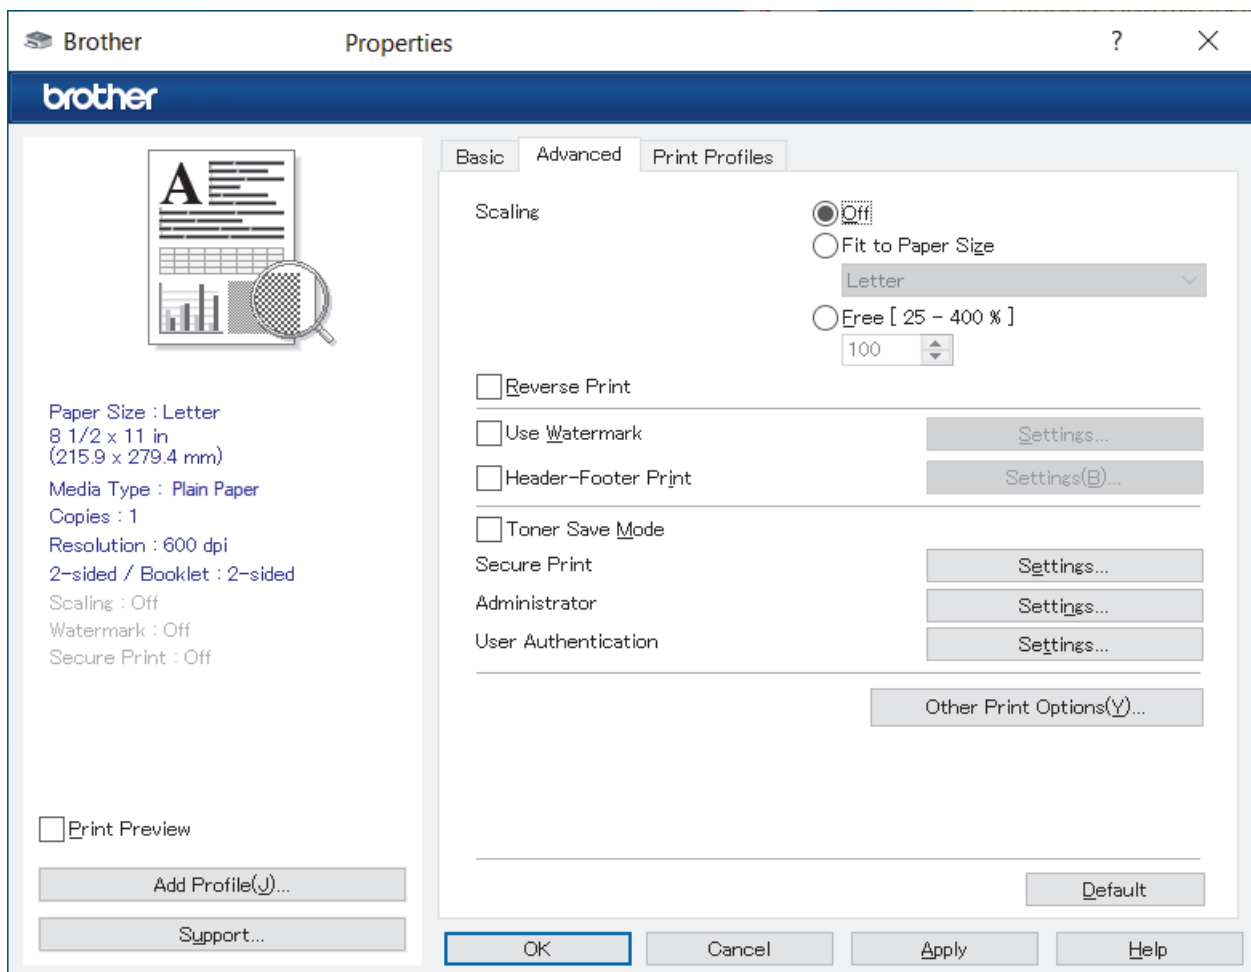 Brother Properties ?
brother
A
Paper Size : Letter
8 1/2 x 11 in
(215.9 x 279.4 mm)
Media Type : Plain Paper
Copies : 1
Resolution : 600 dpi
2-sided / Booklet : 2-sided
Scaling : Off
Watermark : Off
Secure Print : Off
Print Preview
Add Profile(J)...
Support...
Basic Advanced Print Profiles
Scaling Off
Fit to Paper Size
Letter
Free [ 25 - 400 % ]
100
Reverse Print
Use Watermark Settings...
Header-Footer Print Settings(B)...
Toner Save Mode
Secure Print Settings...
Administrator Settings...
User Authentication Settings...
Other Print Options(Y)...
Default
OK Cancel Apply Help